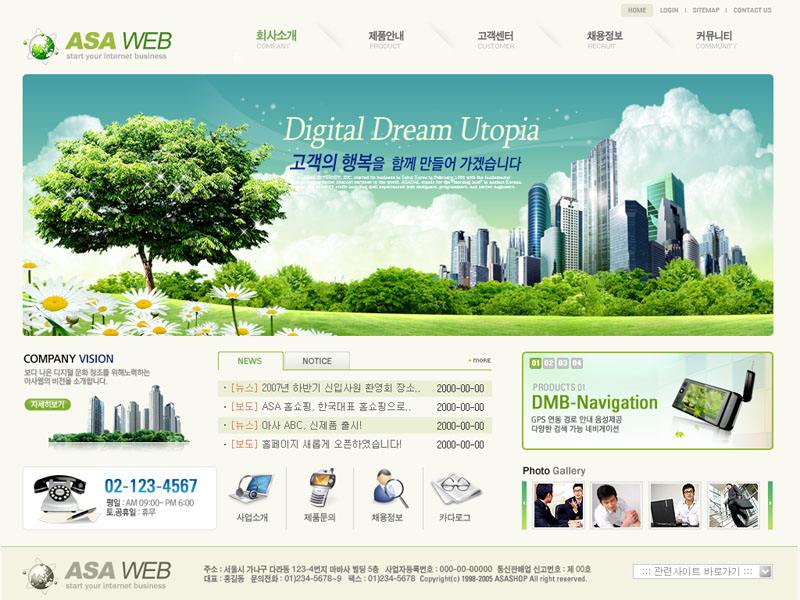 HOME LOGIN | SITEMAP | CONTACT US
ASA WEB
start your internet business
회사소개 제품안내 고객센터 채용정보 커뮤니티
COMPANY PRODUCT CUSTOMER RECRUIT COMMUNITY
Digital Dream Utopia
고객의 행복을 함께 만들어 가겠습니다
COMPANY VISION
보다 나은 디지털 문화 창조를 위해노력하는
아사웹의 비전을 소개합니다.
자세히보기
NEWS NOTICE + MORE
· [뉴스] 2007년 하반기 신입사원 환영회 장소.. 2000-00-00
· [보도] ASA 홈쇼핑, 한국대표 홈쇼핑으로.. 2000-00-00
· [뉴스] 아사 ABC, 신제품 출시! 2000-00-00
· [보도] 홈페이지 새롭게 오픈하였습니다! 2000-00-00
01 02 03 04
PRODUCTS 01
DMB-Navigation
GPS 연동 경로 안내 음성제공
다양한 검색 가능 네비게이션
02-123-4567
평일 : AM 09:00~ PM 6:00
토,공휴일 : 휴무
사업소개 제품문의 채용정보 카다로그
Photo Gallery
ASA WEB
start your internet business
주소 : 서울시 가나구 다라동 123-4번지 마바사 빌딩 5층 사업자등록번호 : 000-00-00000 통신판매업 신고번호 : 제 00호
대표 : 홍길동 문의전화 : 01)234-5678~9 팩스 : 01)234-5678 Copyright(c) 1998-2005 ASASHOP All right reserved.
::: 관련사이트 바로가기 :::